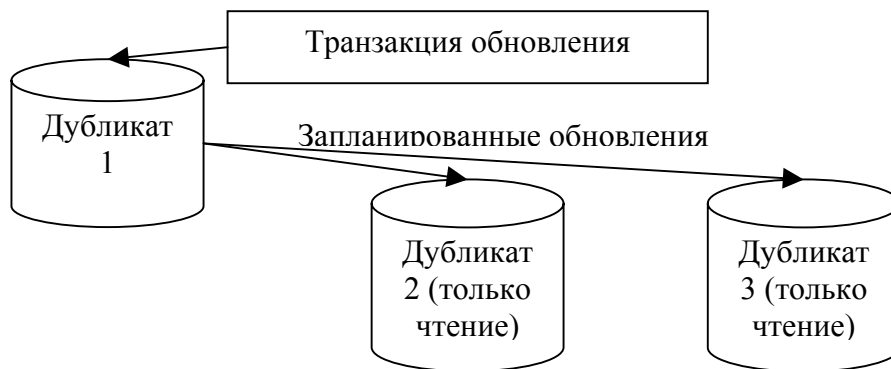 Транзакция обновления
Дубликат
1
Запланированные обновления
Дубликат
2 (только
чтение)
Дубликат
3 (только
чтение)